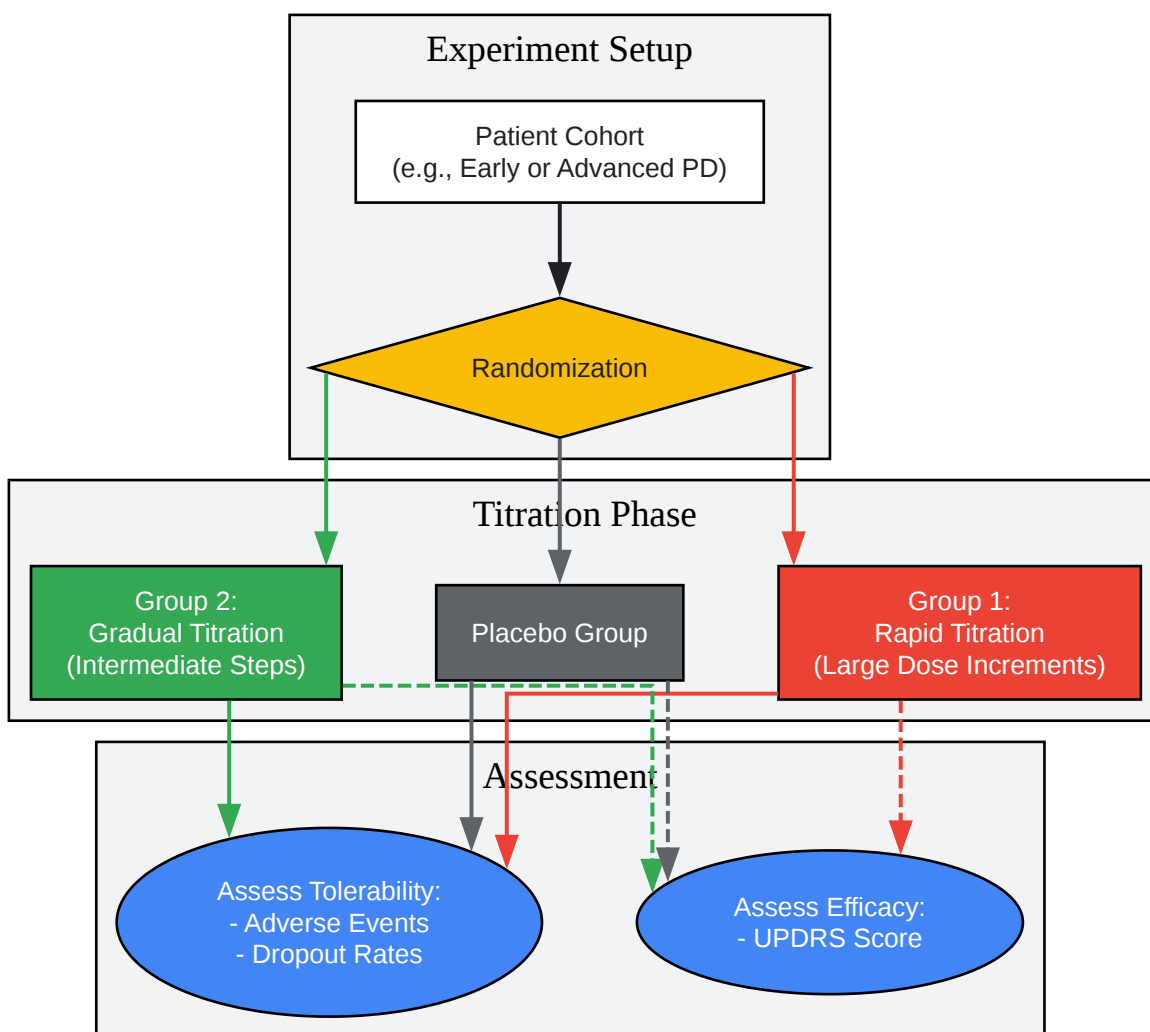 Experiment Setup
Patient Cohort
(e.g., Early or Advanced PD)
Randomization
Titration Phase
Group 2:
Gradual Titration
(Intermediate Steps)
Placebo Group
Group 1:
Rapid Titration
(Large Dose Increments)
Assessment
Assess Tolerability:
- Adverse Events
- Dropout Rates
Assess Efficacy:
- UPDRS Score